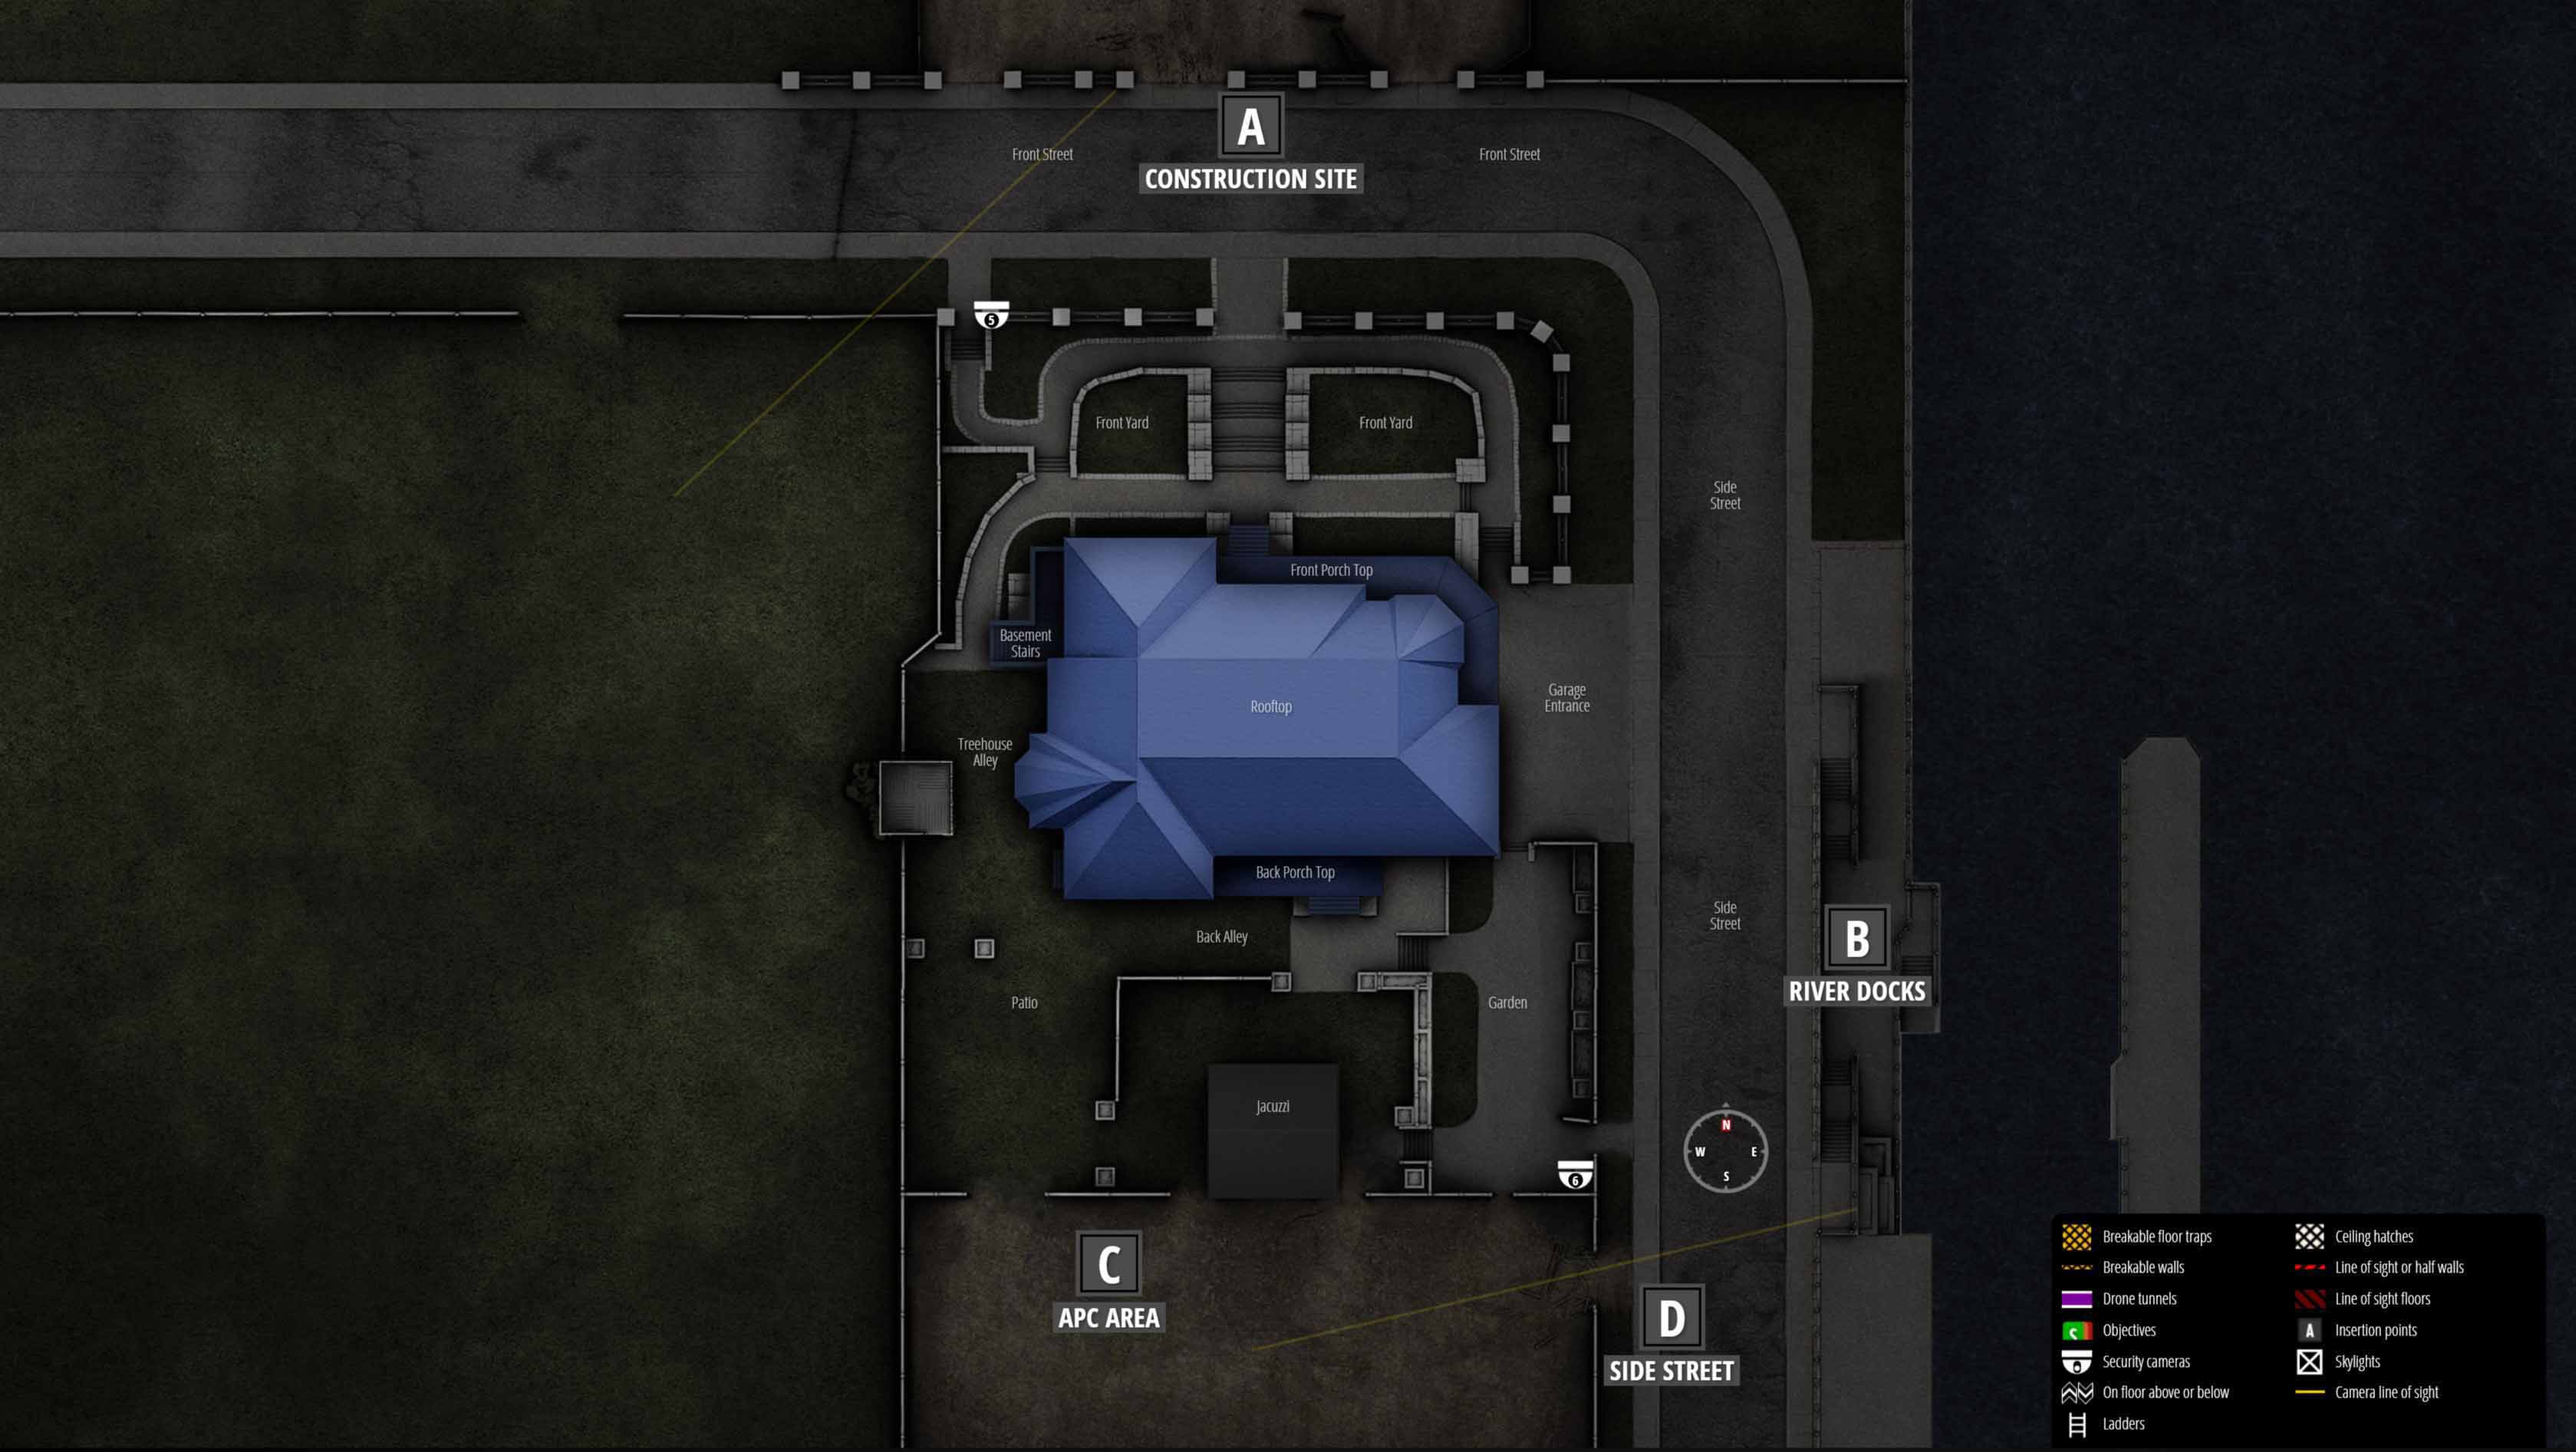 A
CONSTRUCTION SITE
Front Street
Front Street
5
Front Yard
Front Yard
Side
Street
Front Porch Top
Basement
Stairs
Rooftop
Garage
Entrance
Treehouse
Alley
Back Porch Top
Side
Street
Back Alley
B
RIVER DOCKS
Patio
Garden
Jacuzzi
N
W
E
S
6
C
APC AREA
D
SIDE STREET
Breakable floor traps
Breakable walls
Drone tunnels
Objectives
Security cameras
On floor above or below
Ladders
Ceiling hatches
Line of sight or half walls
Line of sight floors
A
Insertion points
Skylights
Camera line of sight